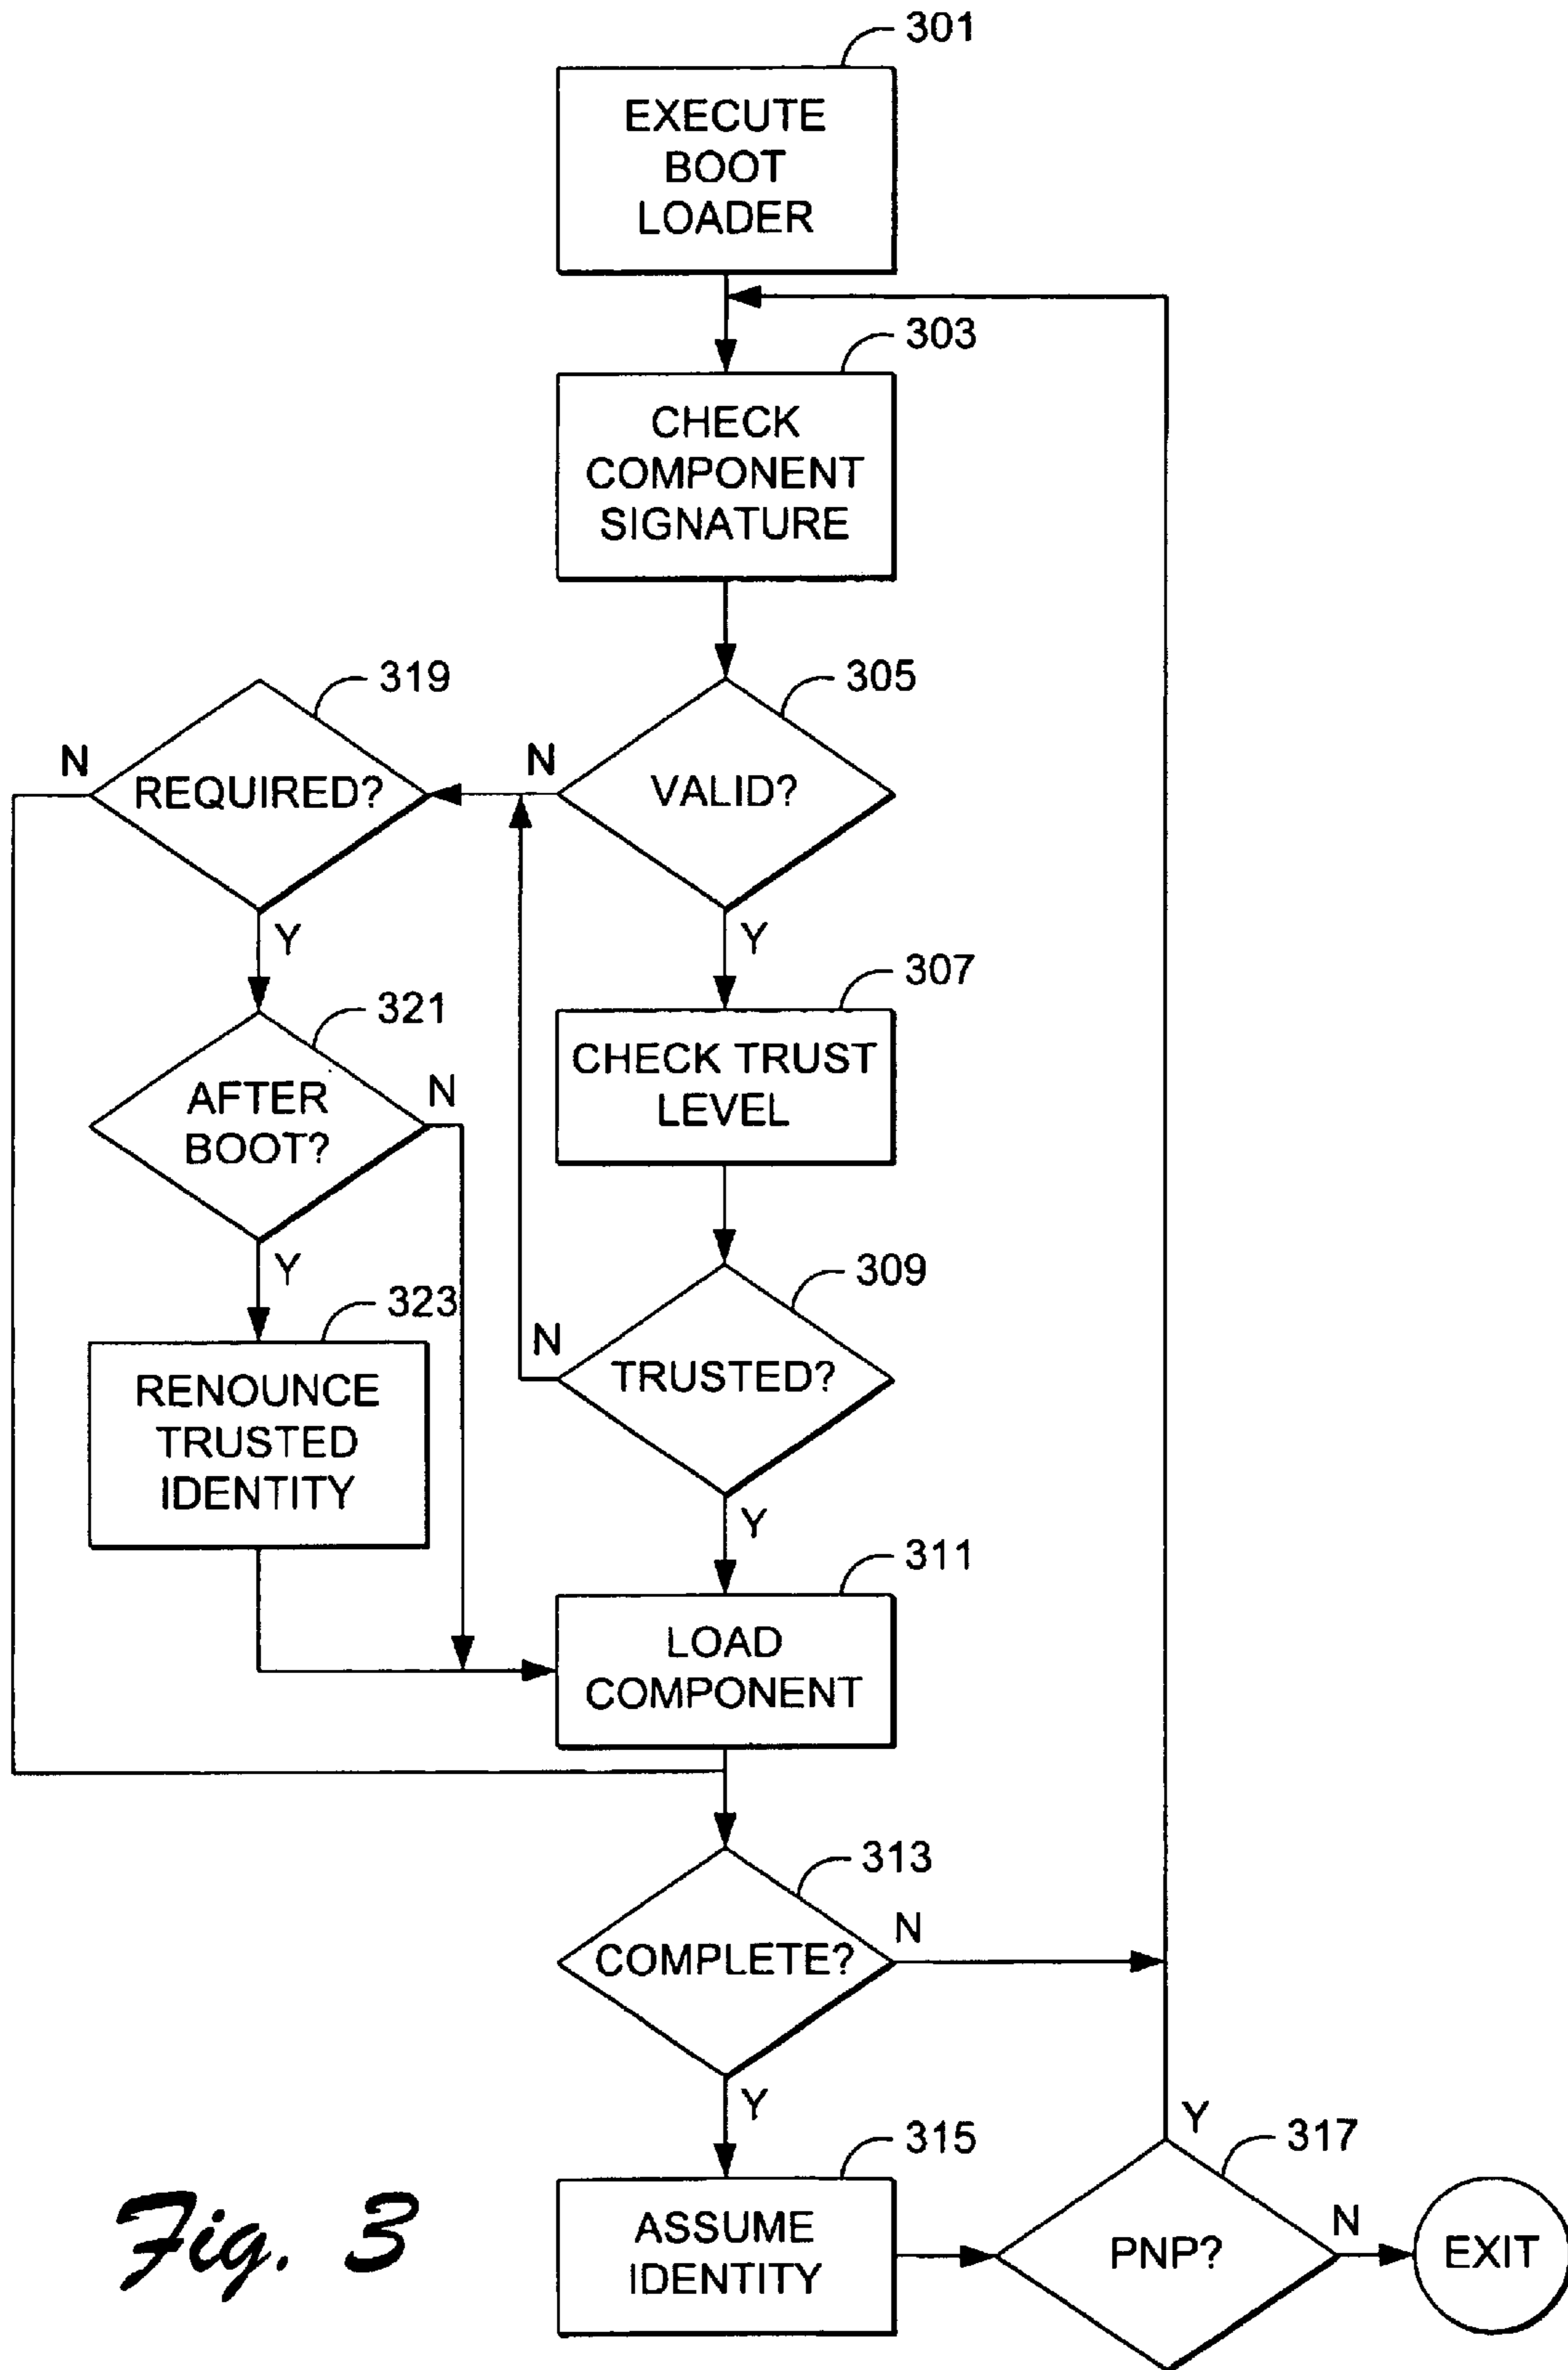 301
EXECUTE
BOOT
LOADER
303
CHECK
COMPONENT
SIGNATURE
319
305
N
REQUIRED?
N
VALID?
Y
Y
307
321
CHECK TRUST
LEVEL
AFTER
BOOT?
N
Y
309
323
N
TRUSTED?
RENOUNCE
TRUSTED
IDENTITY
Y
311
LOAD
COMPONENT
313
N
COMPLETE?
Y
Y
315
317
ASSUME
IDENTITY
PNP?
N
EXIT
Fig. 3